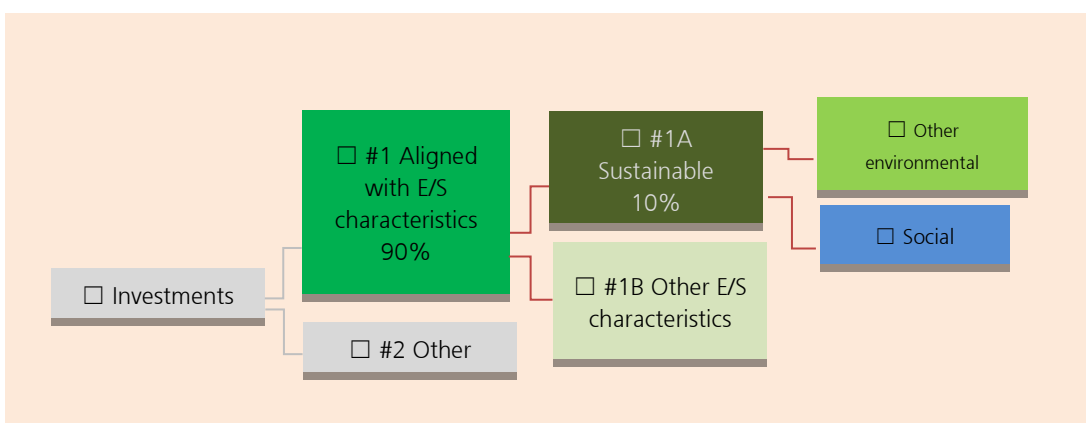 ☐ Investments
☐ #1 Aligned
with E/S
characteristics
90%
☐ #2 Other
☐ #1A
Sustainable
10%
☐ #1B Other E/S
characteristics
☐ Other
environmental
☐ Social